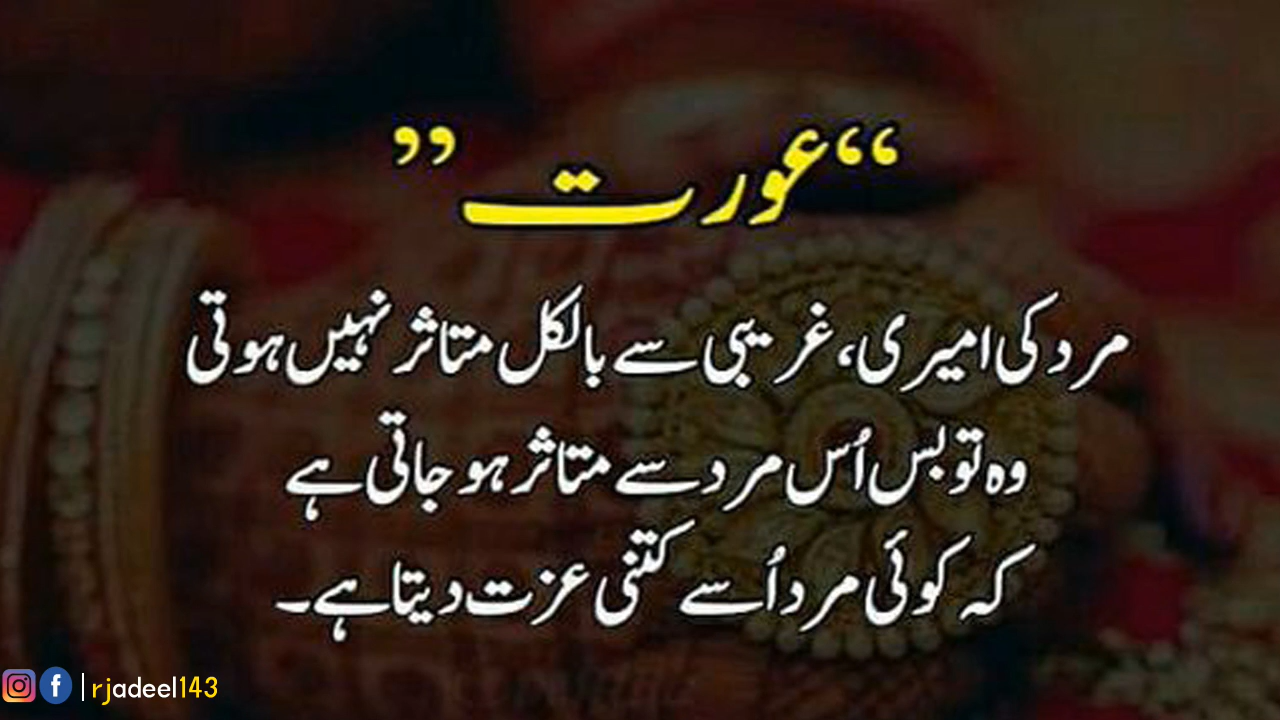 “عورت”
مرد کی امیری، غریبی سے بالکل متاثر نہیں ہوتی
وہ تو بس اُس مرد سے متاثر ہو جاتی ہے
کہ کوئی مرد اُسے کتنی عزت دیتا ہے۔
| rjadeel143